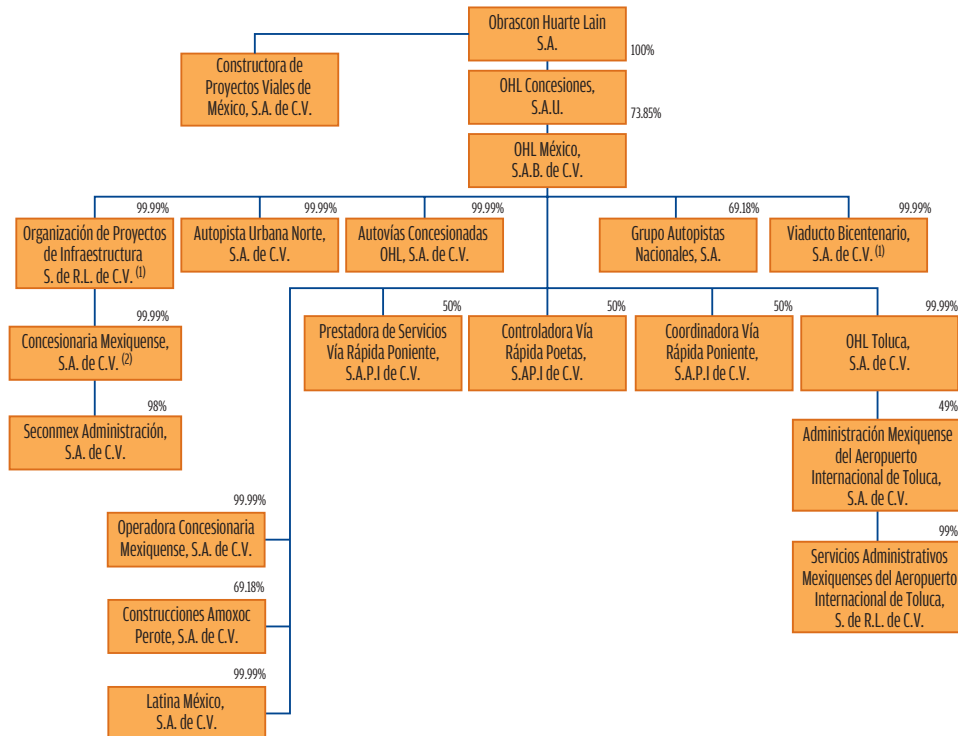 Obrascon Huarte Lain
S.A.
100%
Constructora de
Proyectos Viales de
México, S.A. de C.V.
OHL Concesiones,
S.A.U.
73.85%
OHL México,
S.A.B. de C.V.
99.99%
Organización de Proyectos
de Infraestructura
S. de R.L. de C.V. (1)
99.99%
Autopista Urbana Norte,
S.A. de C.V.
99.99%
Autovías Concesionadas
OHL, S.A. de C.V.
69.18%
Grupo Autopistas
Nacionales, S.A.
99.99%
Viaducto Bicentenario,
S.A. de C.V. (1)
99.99%
Concesionaria Mexiquense,
S.A. de C.V. (2)
98%
Seconmex Administración,
S.A. de C.V.
50%
Prestadora de Servicios
Vía Rápida Poniente,
S.A.P.I de C.V.
50%
Controladora Vía
Rápida Poetas,
S.AP.I de C.V.
50%
Coordinadora Vía
Rápida Poniente,
S.A.P.I de C.V.
99.99%
OHL Toluca,
S.A. de C.V.
49%
Administración Mexiquense
del Aeropuerto
Internacional de Toluca,
S.A. de C.V.
99%
Servicios Administrativos
Mexiquenses del Aeropuerto
Internacional de Toluca,
S. de R.L. de C.V.
99.99%
Operadora Concesionaria
Mexiquense, S.A. de C.V.
69.18%
Construcciones Amoxoc
Perote, S.A. de C.V.
99.99%
Latina México,
S.A. de C.V.